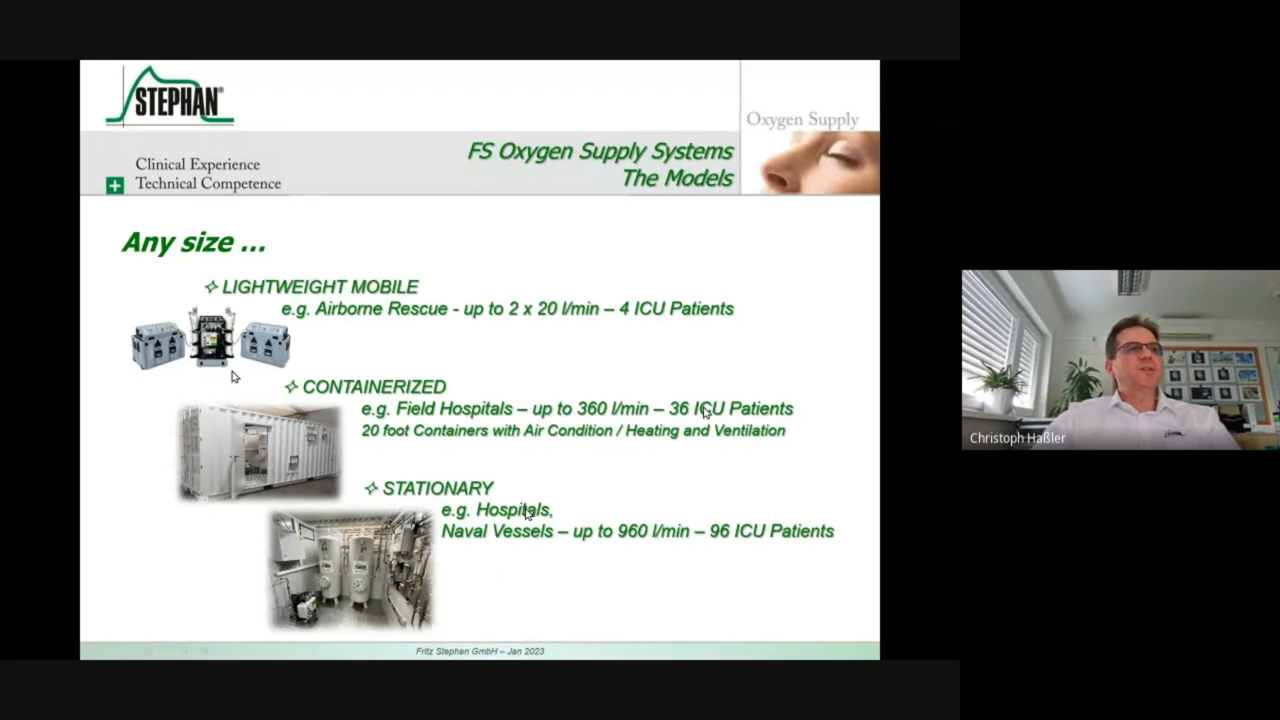 STEPHAN®
Oxygen Supply
Clinical Experience
Technical Competence
FS Oxygen Supply Systems
The Models
Any size ...
✧ LIGHTWEIGHT MOBILE
e.g. Airborne Rescue - up to 2 x 20 l/min – 4 ICU Patients
✧ CONTAINERIZED
e.g. Field Hospitals – up to 360 l/min – 36 ICU Patients
20 foot Containers with Air Condition / Heating and Ventilation
✧ STATIONARY
e.g. Hospitals,
Naval Vessels – up to 960 l/min – 96 ICU Patients
Fritz Stephan GmbH – Jan 2023
Christoph Haßler